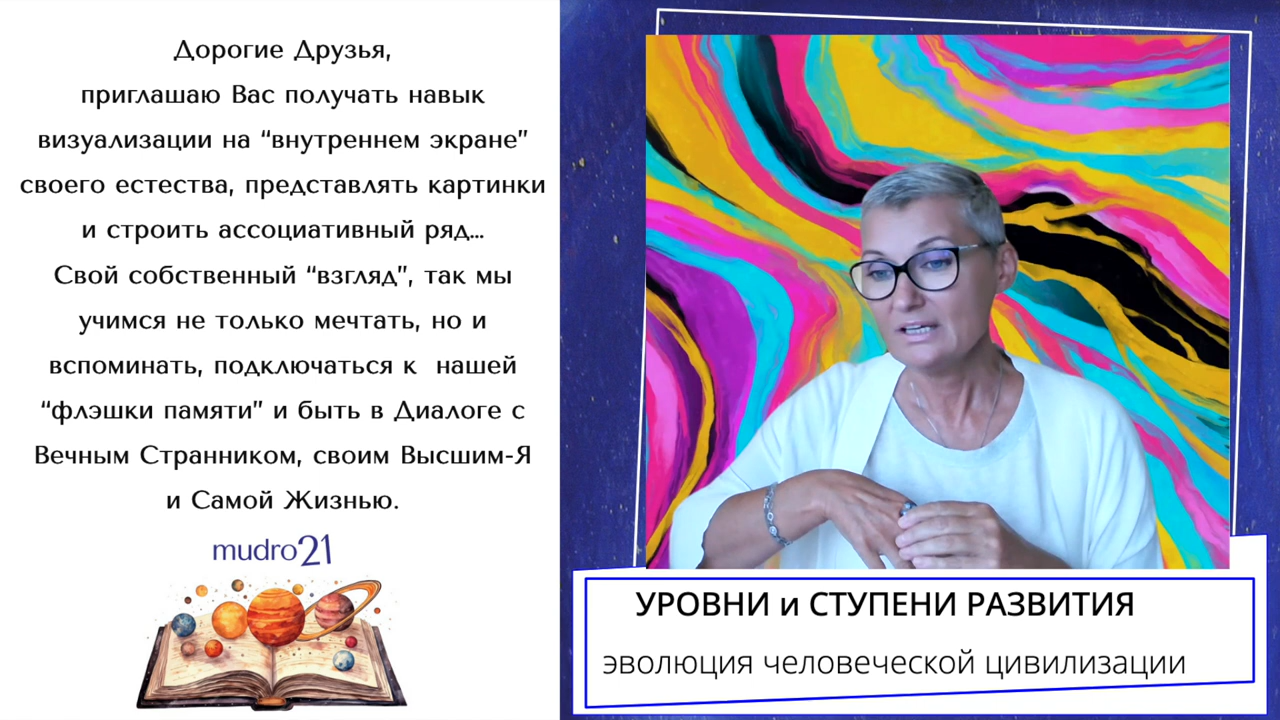 Дорогие Друзья,
приглашаю Вас получать навык
визуализации на “внутреннем экране”
своего естества, представлять картинки
и строить ассоциативный ряд...
Свой собственный “взгляд”, так мы
учимся не только мечтать, но и
вспоминать, подключаться к нашей
“флэшки памяти” и быть в Диалоге с
Вечным Странником, своим Высшим-Я
и Самой Жизнью.
mudro21
УРОВНИ и СТУПЕНИ РАЗВИТИЯ
эволюция человеческой цивилизации